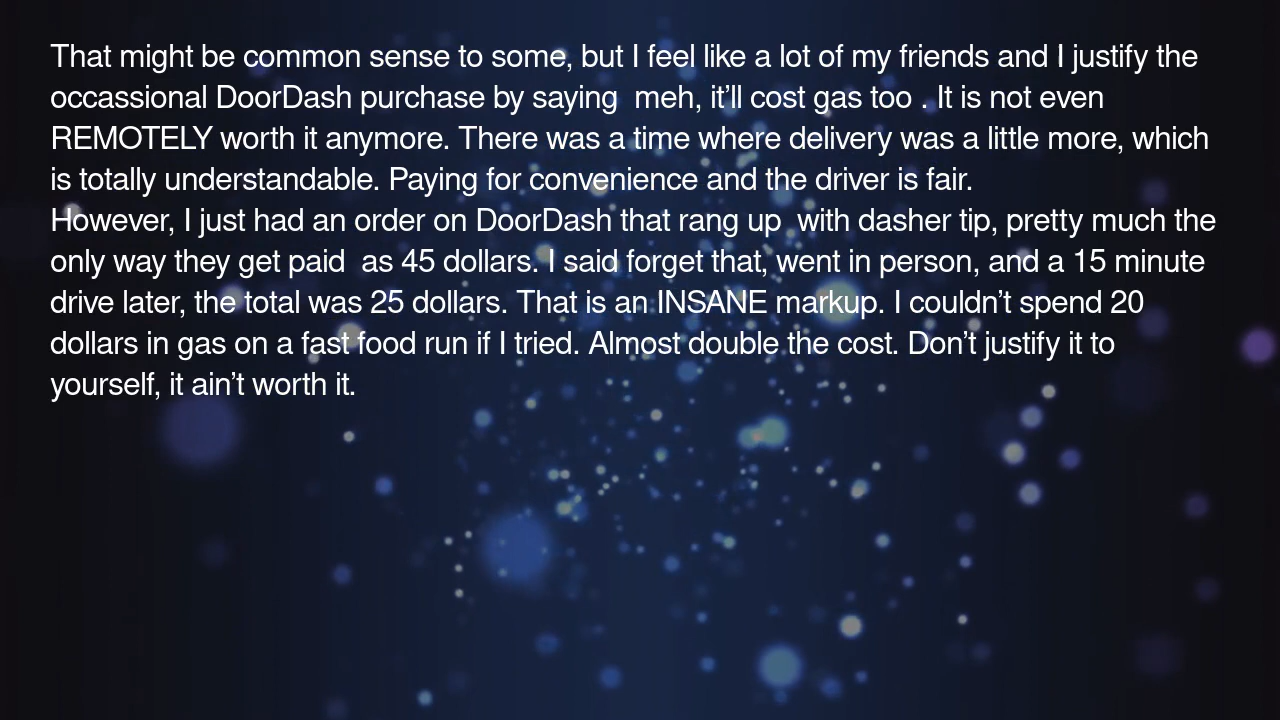 That might be common sense to some, but I feel like a lot of my friends and I justify the
occassional DoorDash purchase by saying  meh, it’ll cost gas too . It is not even
REMOTELY worth it anymore. There was a time where delivery was a little more, which
is totally understandable. Paying for convenience and the driver is fair.
However, I just had an order on DoorDash that rang up  with dasher tip, pretty much the
only way they get paid  as 45 dollars. I said forget that, went in person, and a 15 minute
drive later, the total was 25 dollars. That is an INSANE markup. I couldn’t spend 20
dollars in gas on a fast food run if I tried. Almost double the cost. Don’t justify it to
yourself, it ain’t worth it.